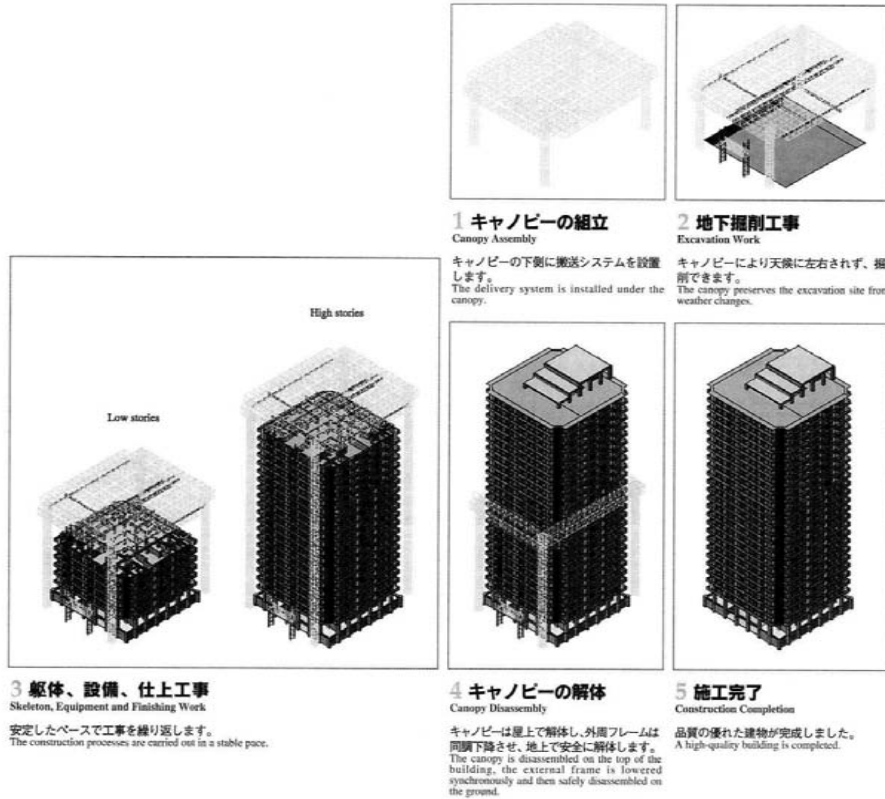 1 キャノピーの組立
Canopy Assembly
キャノピーの下側に搬送システムを設置
します。
The delivery system is installed under the
canopy.
2 地下掘削工事
Excavation Work
キャノピーにより天候に左右されず、掘
削できます。
The canopy preserves the excavation site from
weather changes.
High stories
Low stories
3 躯体、設備、仕上工事
Skeleton, Equipment and Finishing Work
安定したペースで工事を繰り返します。
The construction processes are carried out in a stable pace.
4 キャノピーの解体
Canopy Disassembly
キャノピーは屋上で解体し、外周フレームは
同調下降させ、地上で安全に解体します。
The canopy is disassembled on the top of the
building, the external frame is lowered
synchronously and then safely disassembled on
the ground.
5 施工完了
Construction Completion
品質の優れた建物が完成しました。
A high-quality building is completed.